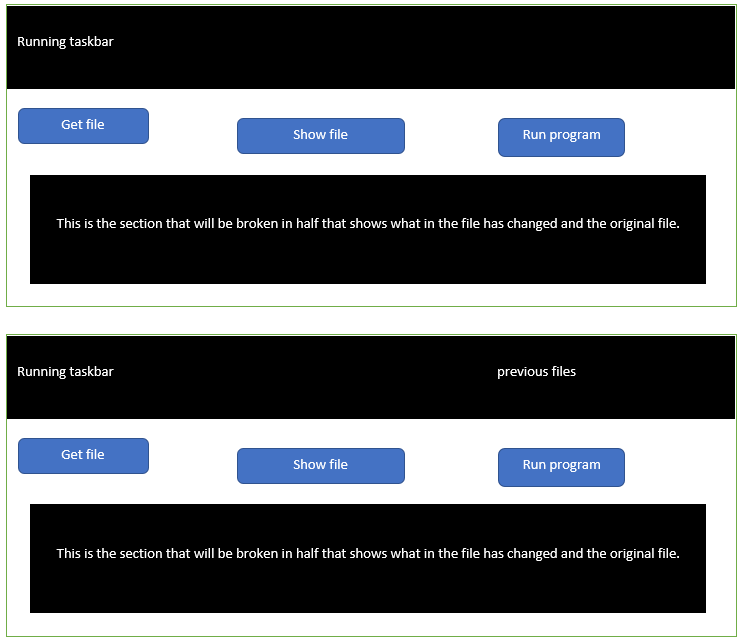 Running taskbar
Get file
Show file
Run program
This is the section that will be broken in half that shows what in the file has changed and the original file.
Running taskbar
previous files
Get file
Show file
Run program
This is the section that will be broken in half that shows what in the file has changed and the original file.